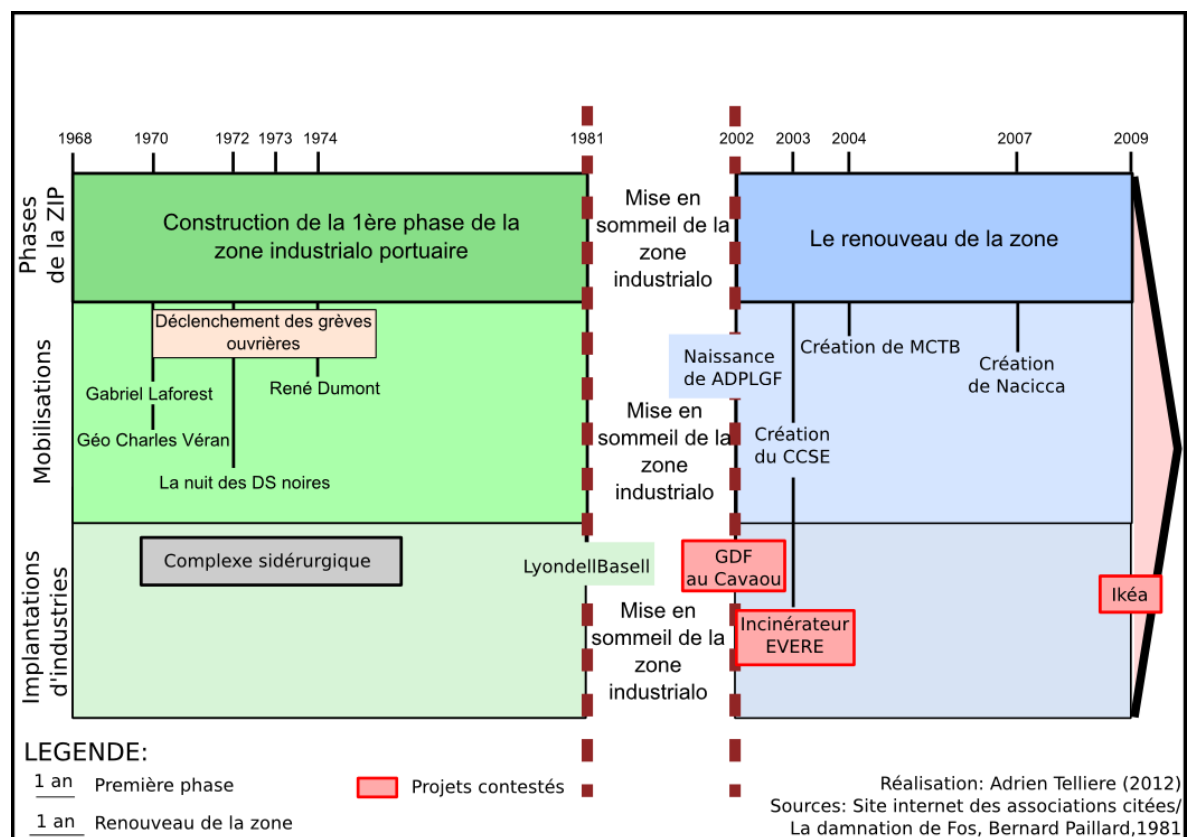 1968 1970 1972 1973 1974 1981 2002 2003 2004 2007 2009
Phases
de la ZIP
Construction de la 1ère phase de la
zone industrialo portuaire
Mise en
sommeil de la
zone
industrialo
Le renouveau de la zone
Mobilisations
Déclenchement des grèves
ouvrières
Gabriel Laforest
René Dumont
Géo Charles Véran
La nuit des DS noires
Mise en
sommeil de la
zone
industrialo
Naissance
de ADPLGF
Création de MCTB
Création
de Nacicca
Création
du CCSE
Implantations
d'industries
Complexe sidérurgique
LyondellBasell
Mise en
sommeil de la
zone
industrialo
GDF
au Cavaou
Incinérateur
EVERE
Ikéa
LEGENDE:
1 an Première phase
Projets contestés
1 an Renouveau de la zone
Réalisation: Adrien Telliere (2012)
Sources: Site internet des associations citées/
La damnation de Fos, Bernard Paillard,1981